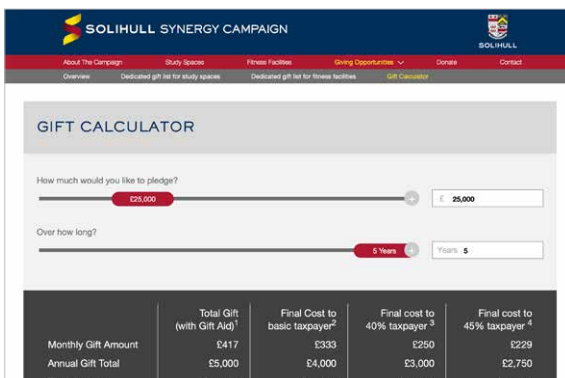 SOLIHULL SYNERGY CAMPAIGN
SOLIHULL
About The Campaign Study Spaces Fitness Facilities Giving Opportunities Donate Contact
Overview Dedicated gift list for study spaces Dedicated gift list for fitness facilities Gift Calculator
GIFT CALCULATOR
How much would you like to pledge?
£25,000 + £ 25,000
Over how long?
5 Years + Years 5
Total Gift Final Cost to Final cost to Final cost to
(with Gift Aid)1 basic taxpayer2 40% taxpayer 3 45% taxpayer 4
Monthly Gift Amount £417 £333 £250 £229
Annual Gift Total £5,000 £4,000 £3,000 £2,750